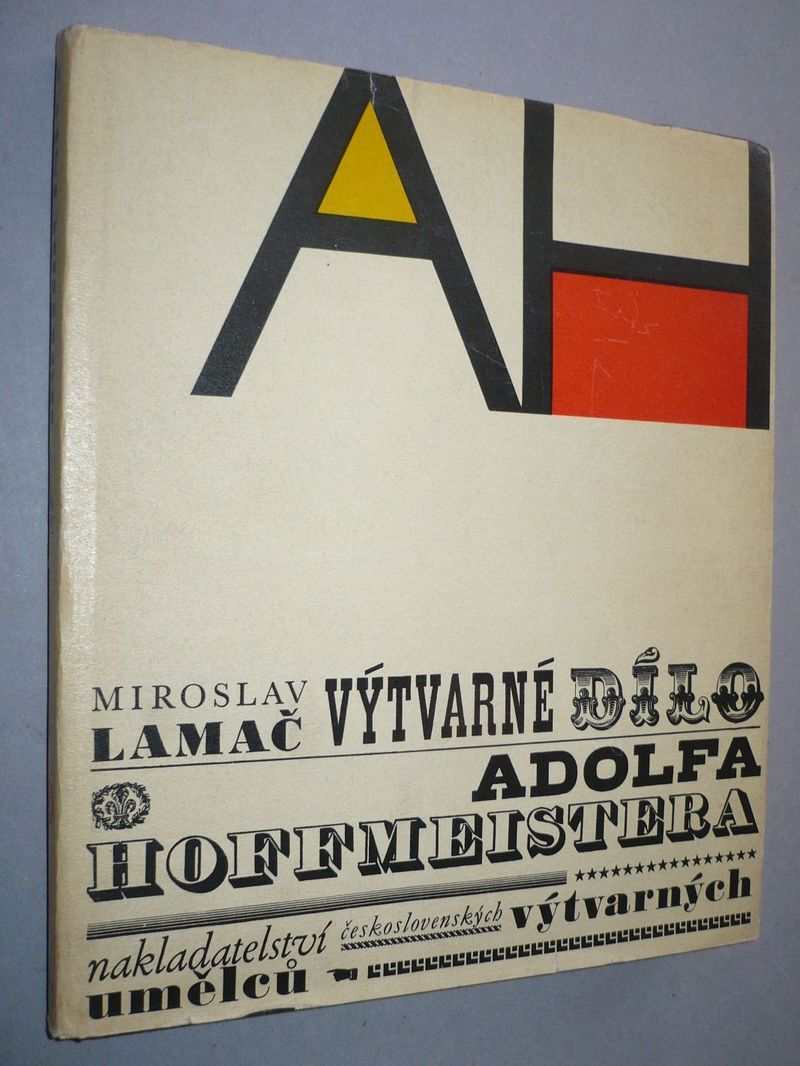 AH
MIROSLAV
LAMAČ
VÝTVARNÉ DÍLO
ADOLFA
HOFFMEISTERA
nakladatelství československých výtvarných
umělců